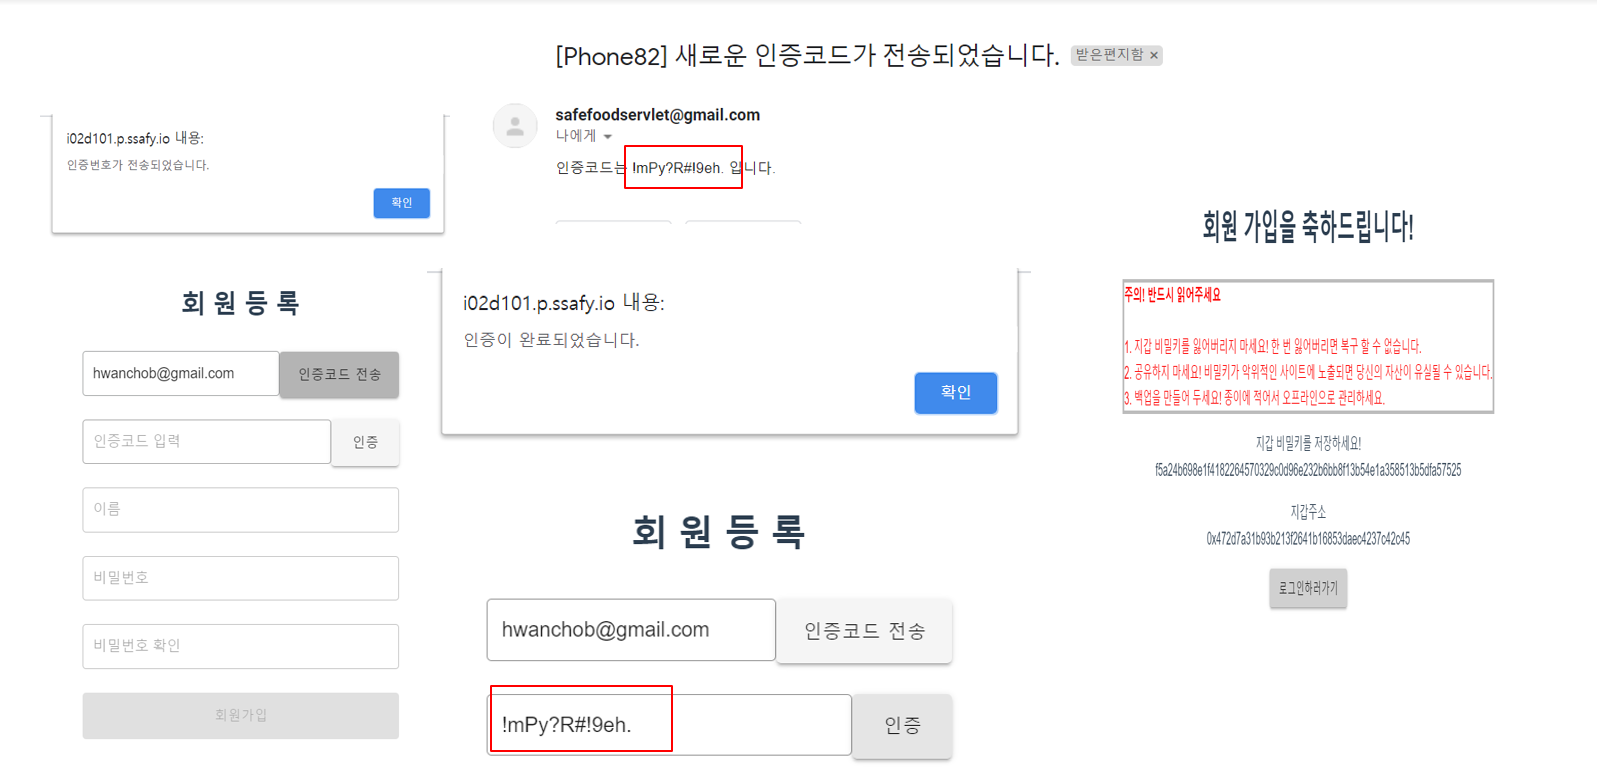 [Phone82] 새로운 인증코드가 전송되었습니다. 받은편지함 ×
safefoodservlet@gmail.com
나에게
인증코드는 !mPy?R#!9eh. 입니다.
i02d101.p.ssafy.io 내용:
인증번호가 전송되었습니다.
확인
회 원 등 록
hwanchob@gmail.com 인증코드 전송
인증코드 입력 인증
이름
비밀번호
비밀번호 확인
회원가입
i02d101.p.ssafy.io 내용:
인증이 완료되었습니다.
확인
회 원 등 록
hwanchob@gmail.com 인증코드 전송
!mPy?R#!9eh. 인증
회원 가입을 축하드립니다!
주의! 반드시 읽어주세요
1. 지갑 비밀키를 잃어버리지 마세요! 한 번 잃어버리면 복구 할 수 없습니다.
2. 공유하지 마세요! 비밀키가 악위적인 사이트에 노출되면 당신의 자산이 유실될 수 있습니다.
3. 백업을 만들어 두세요! 종이에 적어서 오프라인으로 관리하세요.
지갑 비밀키를 저장하세요!
f5a24b698e1f4182264570329c0d96e232b6bb8f13b54e1a358513b5dfa57525
지갑주소
0x472d7a31b93b213f2641b16853daec4237c42c45
로그인하러가기